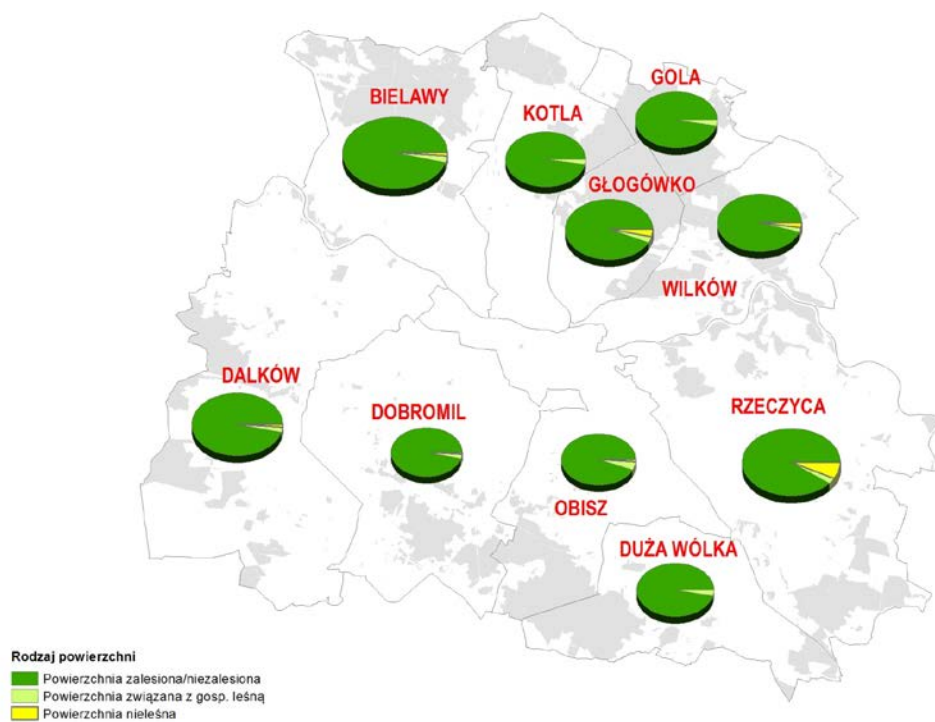 GOLA
BIELAWY
KOTLA
GŁOGÓWKO
WILKÓW
DALKÓW
DOBROMIL
RZECZYCA
OBISZ
DUŻA WÓLKA
Rodzaj powierzchni
Powierzchnia zalesiona/niezalesiona
Powierzchnia związana z gosp. leśną
Powierzchnia nieleśna